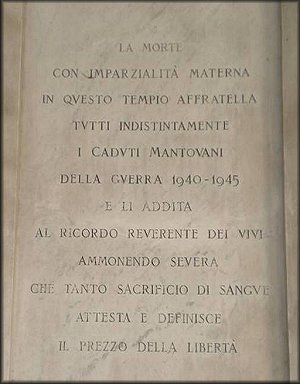 LA MORTE
CON IMPARZIALITÀ MATERNA
IN QVESTO TEMPIO AFFRATELLA
TVTTI INDISTINTAMENTE
I CADVTI MANTOVANI
DELLA GVERRA 1940-1945
E LI ADDITA
AL RICORDO REVERENTE DEI VIVI
AMMONENDO SEVERA
CHE TANTO SACRIFICIO DI SANGVE
ATTESTA E DEFINISCE
IL PREZZO DELLA LIBERTÀ